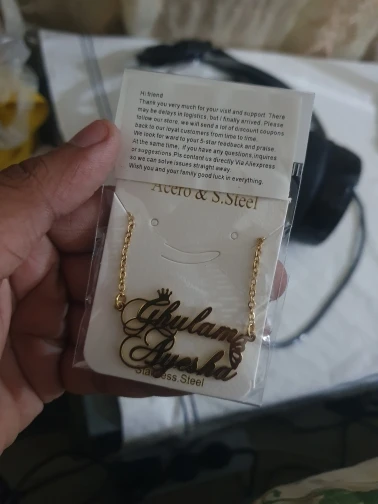 Hi friend
Thank you very much for your visit and support There
may be delays in logistics, but i finally arrived. Please
follow our store, we will send a lot of discount coupons
back to our loyal customers from time to time.
We look for ward to your 5-star feedback and praise
At the same time, if you have any questions, inquires
or suggestions. Pls contact us directly Via Aliexpress
so we can solve issues straight away.
Wish you and your family good luck in everything.
Acero & S.Steel
Ghulam
Ayesha
Stainless.Steel